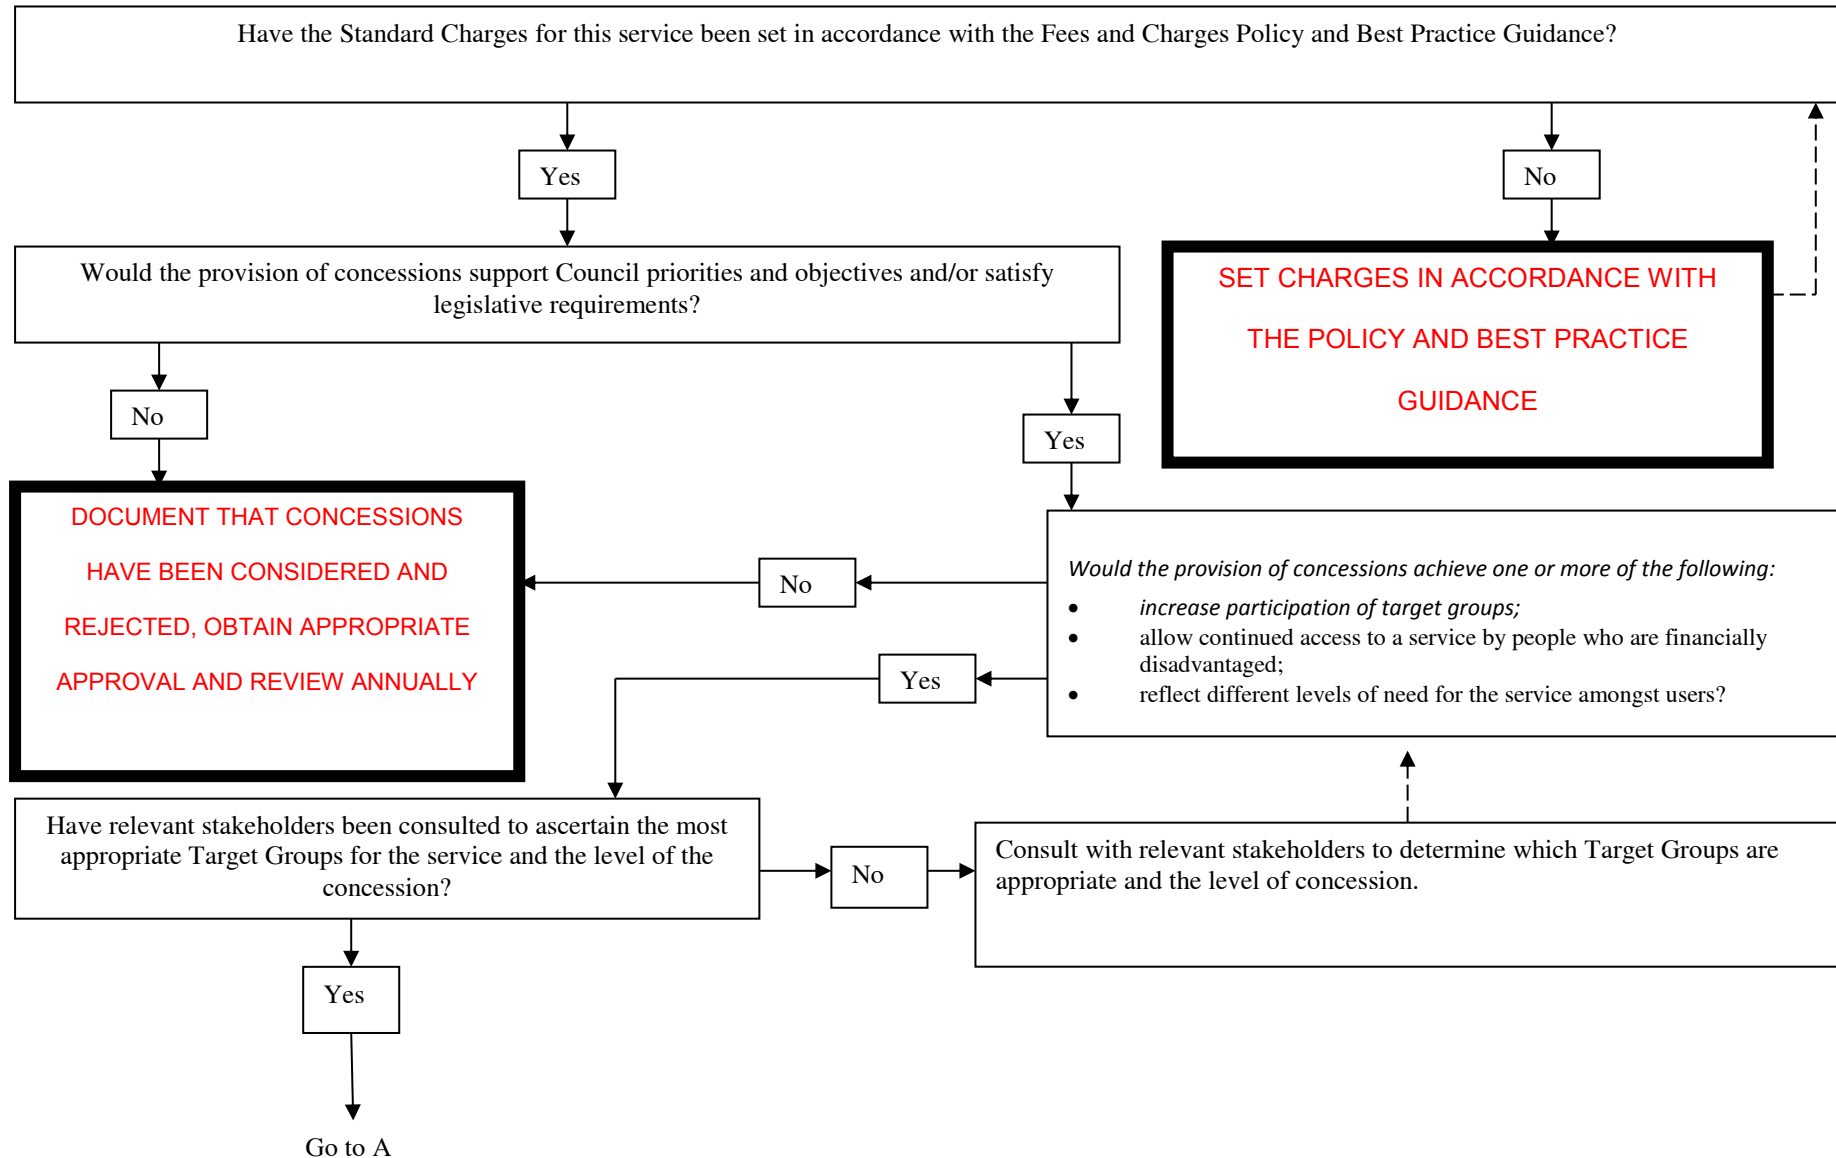 Have the Standard Charges for this service been set in accordance with the Fees and Charges Policy and Best Practice Guidance?
Yes
No
Would the provision of concessions support Council priorities and objectives and/or satisfy
legislative requirements?
SET CHARGES IN ACCORDANCE WITH
THE POLICY AND BEST PRACTICE
GUIDANCE
No
Yes
DOCUMENT THAT CONCESSIONS
HAVE BEEN CONSIDERED AND
REJECTED, OBTAIN APPROPRIATE
APPROVAL AND REVIEW ANNUALLY
No
Would the provision of concessions achieve one or more of the following:
• increase participation of target groups;
• allow continued access to a service by people who are financially
disadvantaged;
• reflect different levels of need for the service amongst users?
Yes
Have relevant stakeholders been consulted to ascertain the most
appropriate Target Groups for the service and the level of the
concession?
No
Consult with relevant stakeholders to determine which Target Groups are
appropriate and the level of concession.
Yes
Go to A